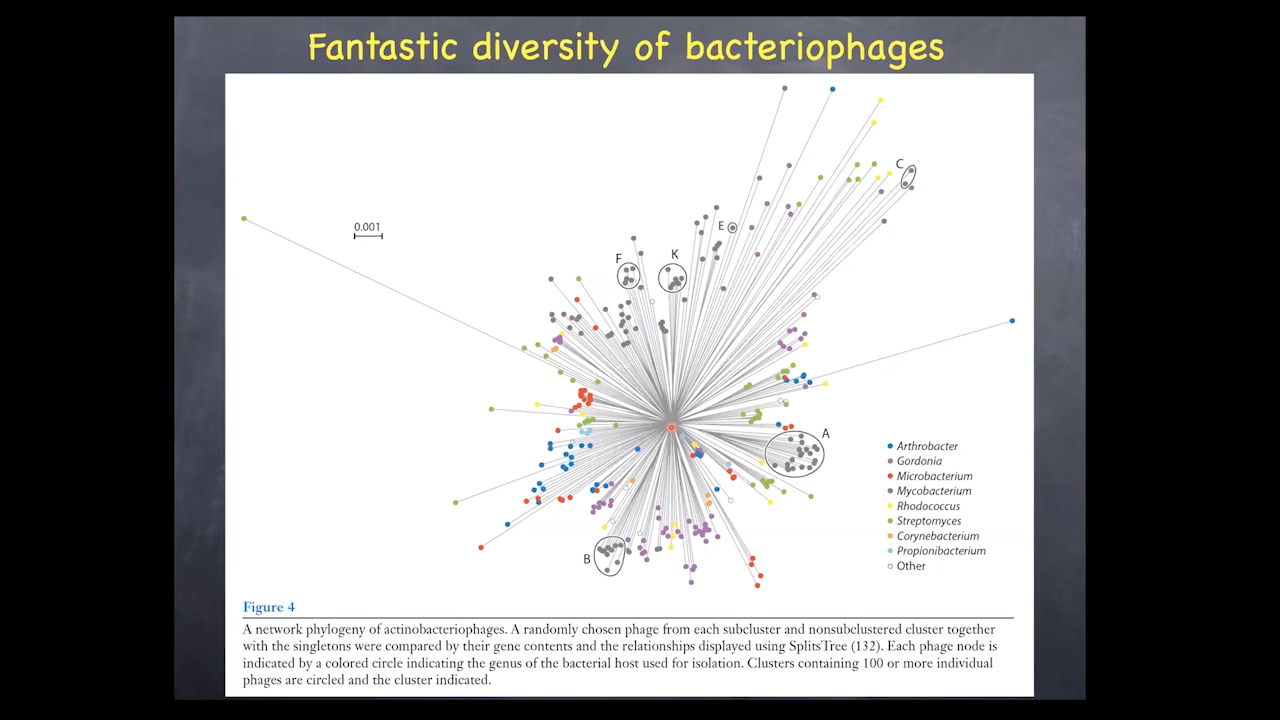 Fantastic diversity of bacteriophages
C
E
0.001
F
K
A
B
Arthrobacter
Gordonia
Microbacterium
Mycobacterium
Rhodococcus
Streptomyces
Corynebacterium
Propionibacterium
Other
Figure 4
A network phylogeny of actinobacteriophages. A randomly chosen phage from each subcluster and nonsubclustered cluster together
with the singletons were compared by their gene contents and the relationships displayed using SplitsTree (132). Each phage node is
indicated by a colored circle indicating the genus of the bacterial host used for isolation. Clusters containing 100 or more individual
phages are circled and the cluster indicated.